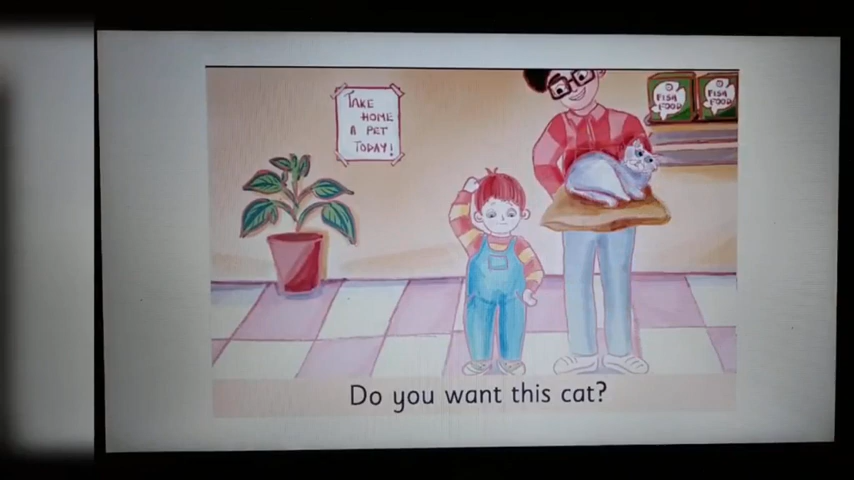 TAKE
HOME
A PET
TODAY!
FISH
FOOD
FISH
FOOD
Do you want this cat?